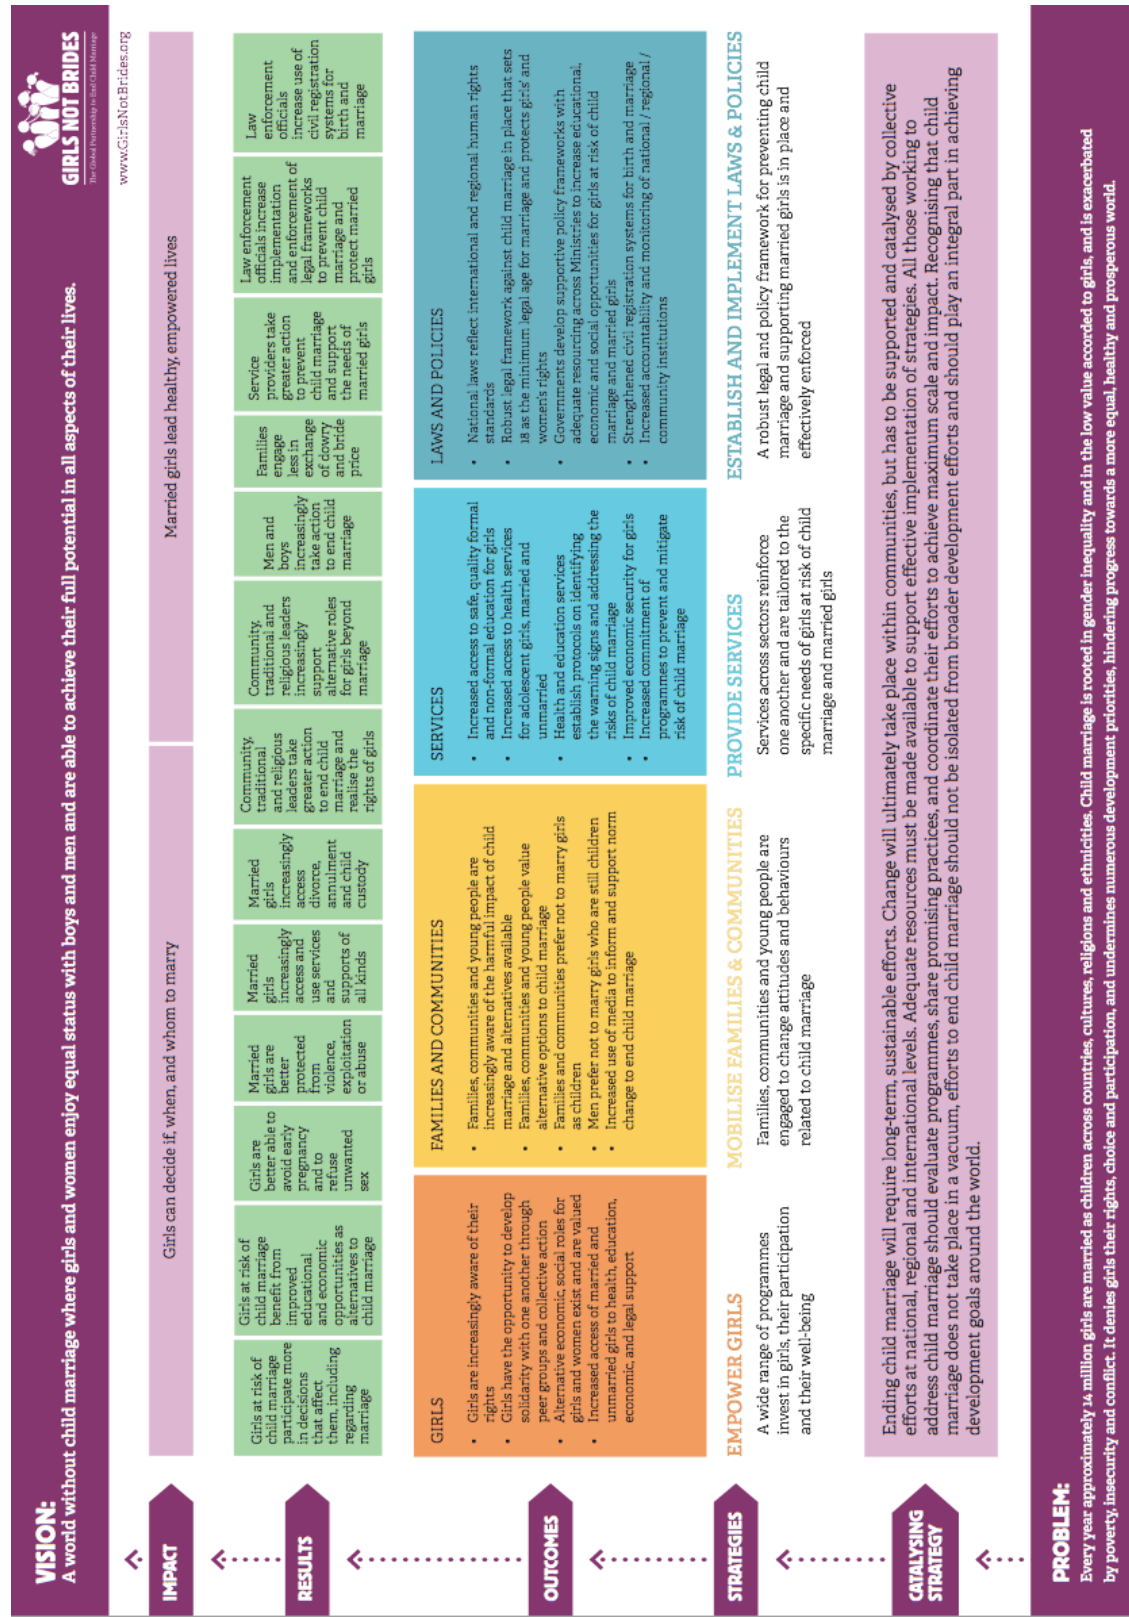 VISION:
A world without child marriage where girls and women enjoy equal status with boys and men and are able to achieve their full potential in all aspects of their lives.
GIRLS NOT BRIDES
The Global Partnership to End Child Marriage
www.GirlsNotBrides.org
IMPACT
Girls can decide if, when, and whom to marry
Married girls lead healthy, empowered lives
RESULTS
Girls at risk of
child marriage
participate more
in decisions
that affect
them, including
regarding
marriage
Girls at risk of
child marriage
benefit from
improved
educational
and economic
opportunities as
alternatives to
child marriage
Girls are
better able to
avoid early
pregnancy
and to
refuse
unwanted
sex
Married
girls are
better
protected
from
violence,
exploitation
or abuse
Married
girls
increasingly
access and
use services
and
supports of
all kinds
Married
girls
increasingly
access
divorce,
annulment
and child
custody
Community,
traditional
and religious
leaders take
greater action
to end child
marriage and
realise the
rights of girls
Community,
traditional and
religious leaders
increasingly
support
alternative roles
for girls beyond
marriage
Men and
boys
increasingly
take action
to end child
marriage
Families
engage
less in
exchange
of dowry
and bride
price
Service
providers take
greater action
to prevent
child marriage
and support
the needs of
married girls
Law enforcement
officials increase
implementation
and enforcement of
legal frameworks
to prevent child
marriage and
protect married
girls
Law
enforcement
officials
increase use of
civil registration
systems for
birth and
marriage
OUTCOMES
GIRLS
• Girls are increasingly aware of their
rights
• Girls have the opportunity to develop
solidarity with one another through
peer groups and collective action
• Alternative economic, social roles for
girls and women exist and are valued
• Increased access of married and
unmarried girls to health, education,
economic, and legal support
FAMILIES AND COMMUNITIES
• Families, communities and young people are
increasingly aware of the harmful impact of child
marriage and alternatives available
• Families, communities and young people value
alternative options to child marriage
• Families and communities prefer not to marry girls
as children
• Men prefer not to marry girls who are still children
• Increased use of media to inform and support norm
change to end child marriage
SERVICES
• Increased access to safe, quality formal
and non-formal education for girls
• Increased access to health services
for adolescent girls, married and
unmarried
• Health and education services
establish protocols on identifying
the warning signs and addressing the
risks of child marriage
• Improved economic security for girls
• Increased commitment of
programmes to prevent and mitigate
risk of child marriage
LAWS AND POLICIES
• National laws reflect international and regional human rights
standards
• Robust legal framework against child marriage in place that sets
18 as the minimum legal age for marriage and protects girls' and
women's rights
• Governments develop supportive policy frameworks with
adequate resourcing across Ministries to increase educational,
economic and social opportunities for girls at risk of child
marriage and married girls
• Strengthened civil registration systems for birth and marriage
• Increased accountability and monitoring of national / regional /
community institutions
STRATEGIES
EMPOWER GIRLS
A wide range of programmes
invest in girls, their participation
and their well-being
MOBILISE FAMILIES & COMMUNITIES
Families, communities and young people are
engaged to change attitudes and behaviours
related to child marriage
PROVIDE SERVICES
Services across sectors reinforce
one another and are tailored to the
specific needs of girls at risk of child
marriage and married girls
ESTABLISH AND IMPLEMENT LAWS & POLICIES
A robust legal and policy framework for preventing child
marriage and supporting married girls is in place and
effectively enforced
CATALYSING
STRATEGY
Ending child marriage will require long-term, sustainable efforts. Change will ultimately take place within communities, but has to be supported and catalysed by collective
efforts at national, regional and international levels. Adequate resources must be made available to support effective implementation of strategies. All those working to
address child marriage should evaluate programmes, share promising practices, and coordinate their efforts to achieve maximum scale and impact. Recognising that child
marriage does not take place in a vacuum, efforts to end child marriage should not be isolated from broader development efforts and should play an integral part in achieving
development goals around the world.
PROBLEM:
Every year approximately 14 million girls are married as children across countries, cultures, religions and ethnicities. Child marriage is rooted in gender inequality and in the low value accorded to girls, and is exacerbated
by poverty, insecurity and conflict. It denies girls their rights, choice and participation, and undermines numerous development priorities, hindering progress towards a more equal, healthy and prosperous world.